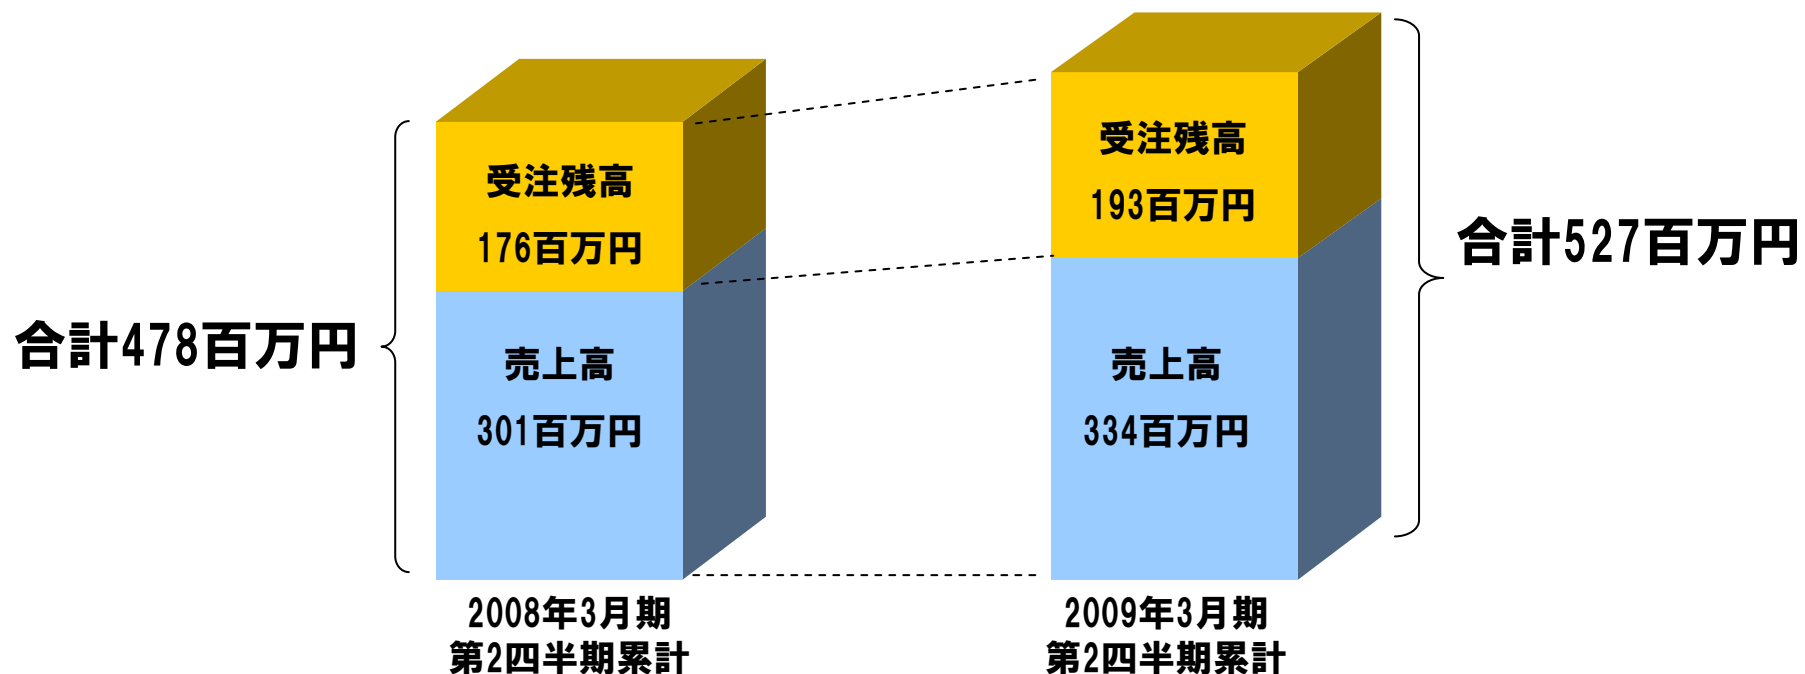 合計478百万円
受注残高
176百万円
売上高
301百万円
2008年3月期
第2四半期累計
受注残高
193百万円
売上高
334百万円
2009年3月期
第2四半期累計
合計527百万円